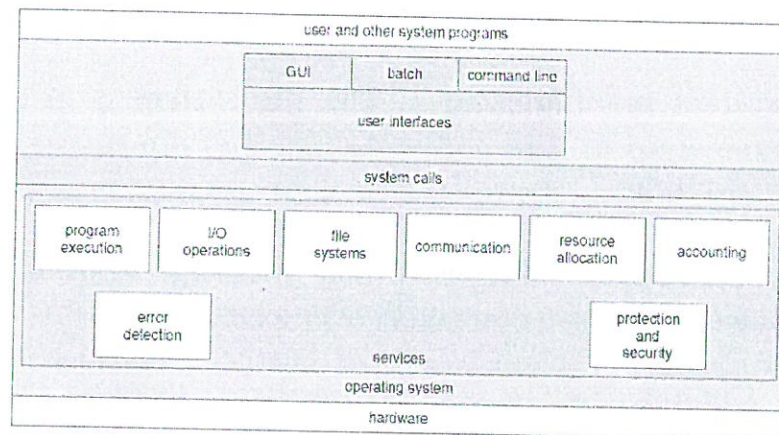 user and other system programs
GUI batch command line
user interfaces
system calls
program execution
I/O operations
file systems
communication
resource allocation
accounting
error detection
protection and security
services
operating system
hardware